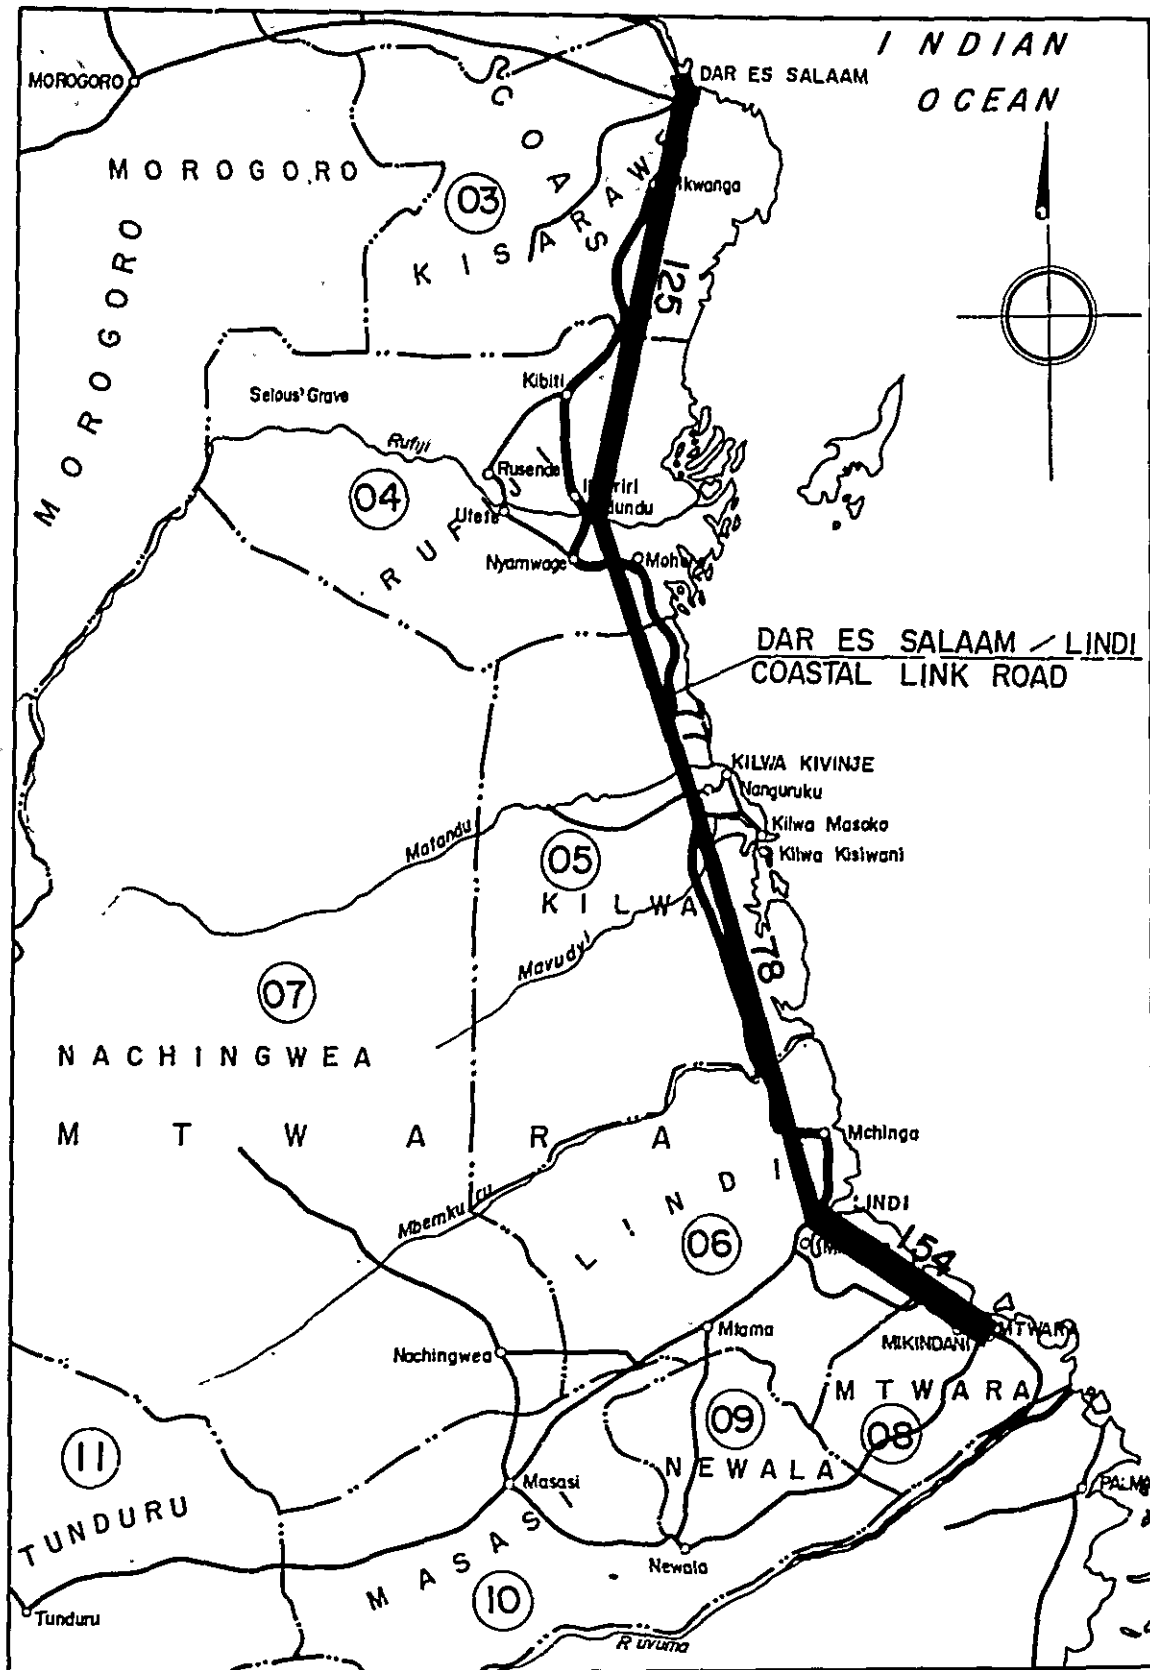 INDIAN
OCEAN
DAR ES SALAAM
MOROGORO
MOROGORO
COAST
03
KISARAWE
Mkwanga
MOROGORO
125
Kibiti
Selous' Grave
Rufiji
Rusende
04
Utete
RUFIJI
Nyamwage
DAR ES SALAAM / LINDI
COASTAL LINK ROAD
KILWA KIVINJE
Nanguruku
Matandu
Kilwa Masoko
Kilwa Kisiwani
05
KILWA
Mavudyi
78
07
NACHINGWEA
MTWARA
Mchinga
LINDI
Mbemkuru
LINDI
06
154
Mtama
MIKINDANI
MTWARA
Nachingwea
MTWARA
09
08
11
NEWALA
Masasi
PALMA
TUNDURU
MASASI
Newala
10
Tunduru
Ruvuma